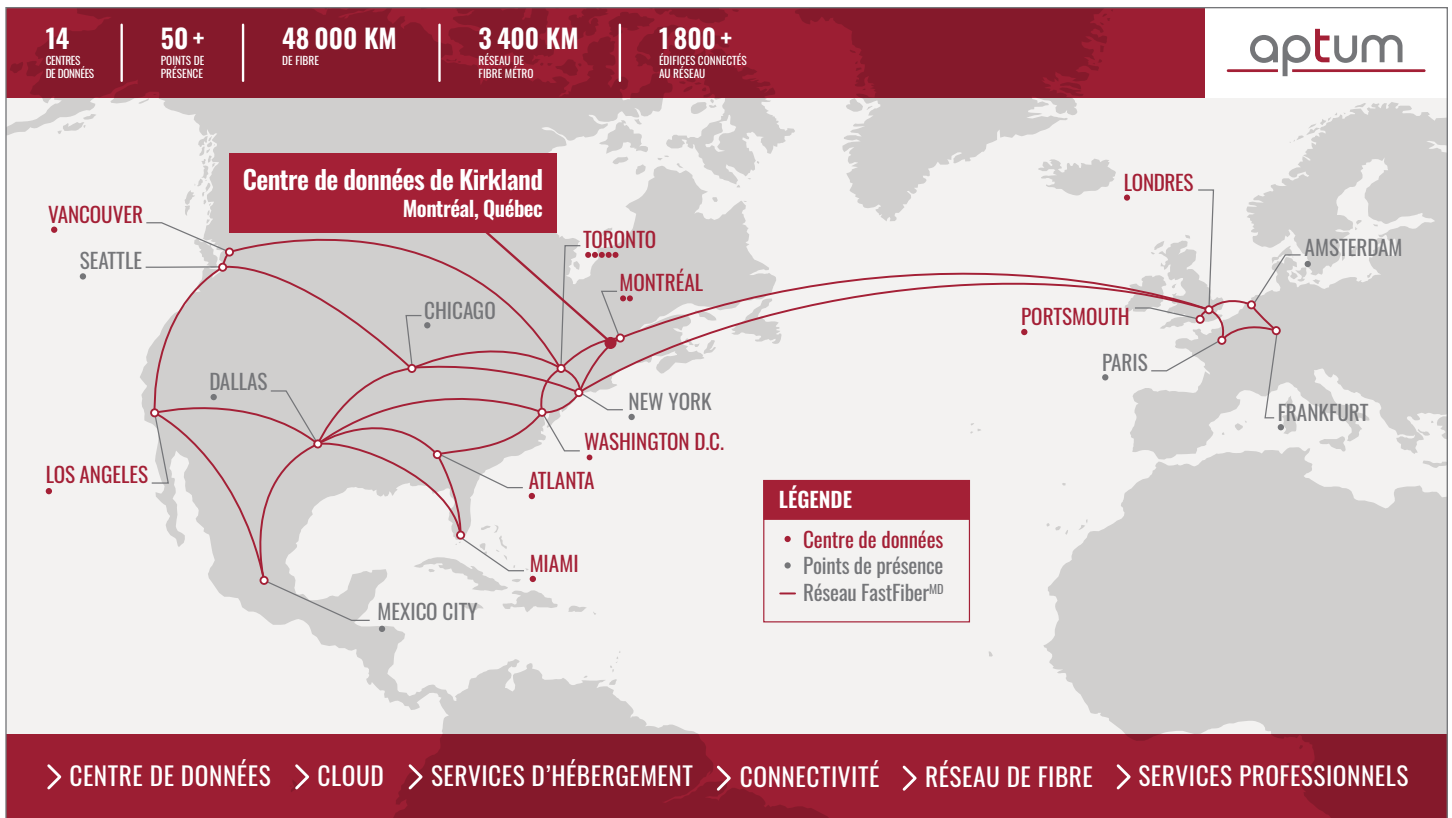 14
CENTRES
DE DONNÉES
50 +
POINTS DE
PRÉSENCE
48 000 KM
DE FIBRE
3 400 KM
RÉSEAU DE
FIBRE MÉTRO
1 800 +
ÉDIFICES CONNECTÉS
AU RÉSEAU
aptum
Centre de données de Kirkland
Montréal, Québec
VANCOUVER
SEATTLE
TORONTO
MONTRÉAL
CHICAGO
DALLAS
NEW YORK
WASHINGTON D.C.
LOS ANGELES
ATLANTA
MIAMI
MEXICO CITY
LONDRES
AMSTERDAM
PORTSMOUTH
PARIS
FRANKFURT
LÉGENDE
Centre de données
Points de présence
Réseau FastFiberMD
> CENTRE DE DONNÉES > CLOUD > SERVICES D'HÉBERGEMENT > CONNECTIVITÉ > RÉSEAU DE FIBRE > SERVICES PROFESSIONNELS